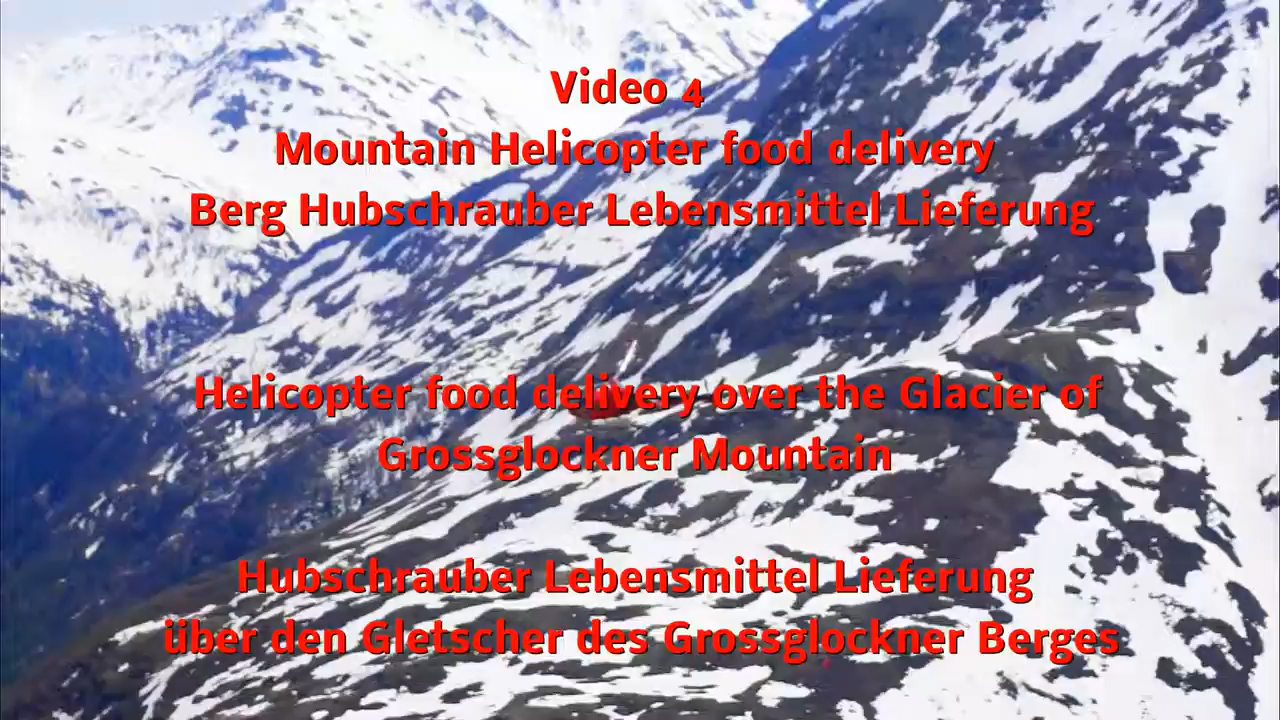 Video 4
Mountain Helicopter food delivery
Berg Hubschrauber Lebensmittel Lieferung
Helicopter food delivery over the Glacier of
Grossglockner Mountain
Hubschrauber Lebensmittel Lieferung
über den Gletscher des Grossglockner Berges